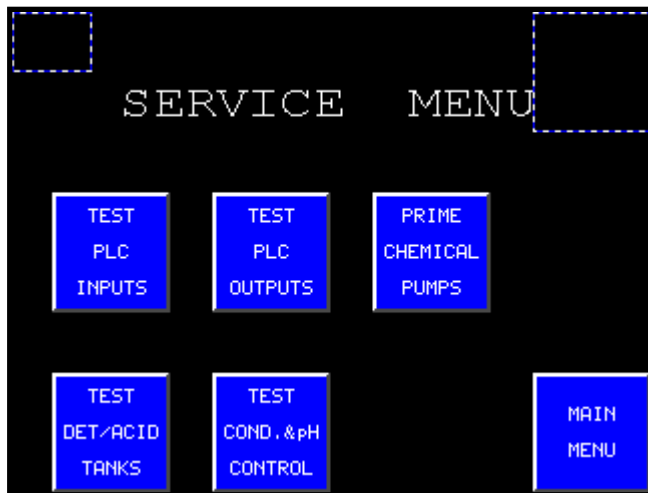 SERVICE MENU
TEST
PLC
INPUTS
TEST
PLC
OUTPUTS
PRIME
CHEMICAL
PUMPS
TEST
DET/ACID
TANKS
TEST
COND.&pH
CONTROL
MAIN
MENU